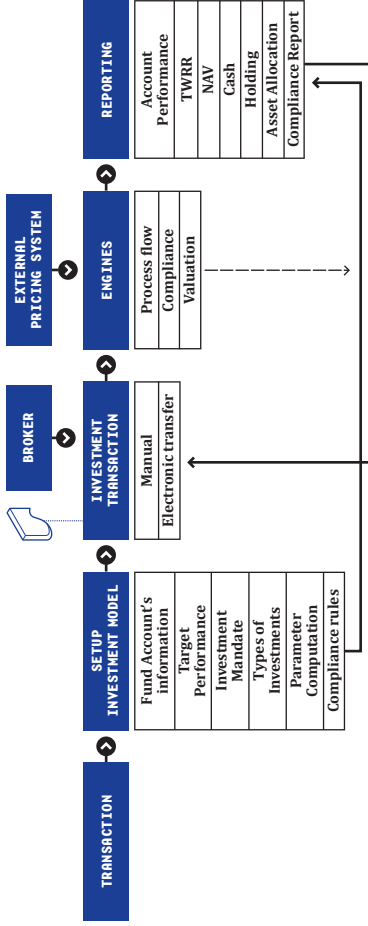 TRANSACTION
SETUP
INVESTMENT MODEL
Fund Account's
information
Target
Performance
Investment
Mandate
Types of
Investments
Parameter
Computation
Compliance rules
BROKER
INVESTMENT
TRANSACTION
Manual
Electronic transfer
EXTERNAL
PRICING SYSTEM
ENGINES
Process flow
Compliance
Valuation
REPORTING
Account
Performance
TWRR
NAV
Cash
Holding
Asset Allocation
Compliance Report